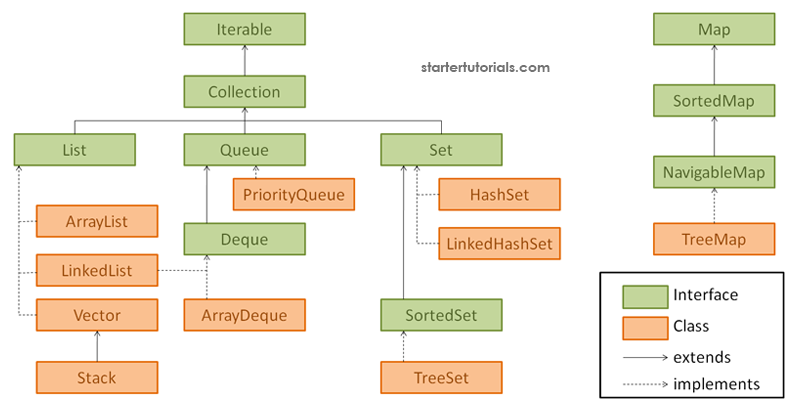 Iterable
Map
startertutorials.com
Collection
SortedMap
List
Queue
Set
NavigableMap
PriorityQueue
HashSet
ArrayList
Deque
LinkedHashSet
TreeMap
LinkedList
Interface
Vector
ArrayDeque
SortedSet
Class
extends
Stack
TreeSet
implements